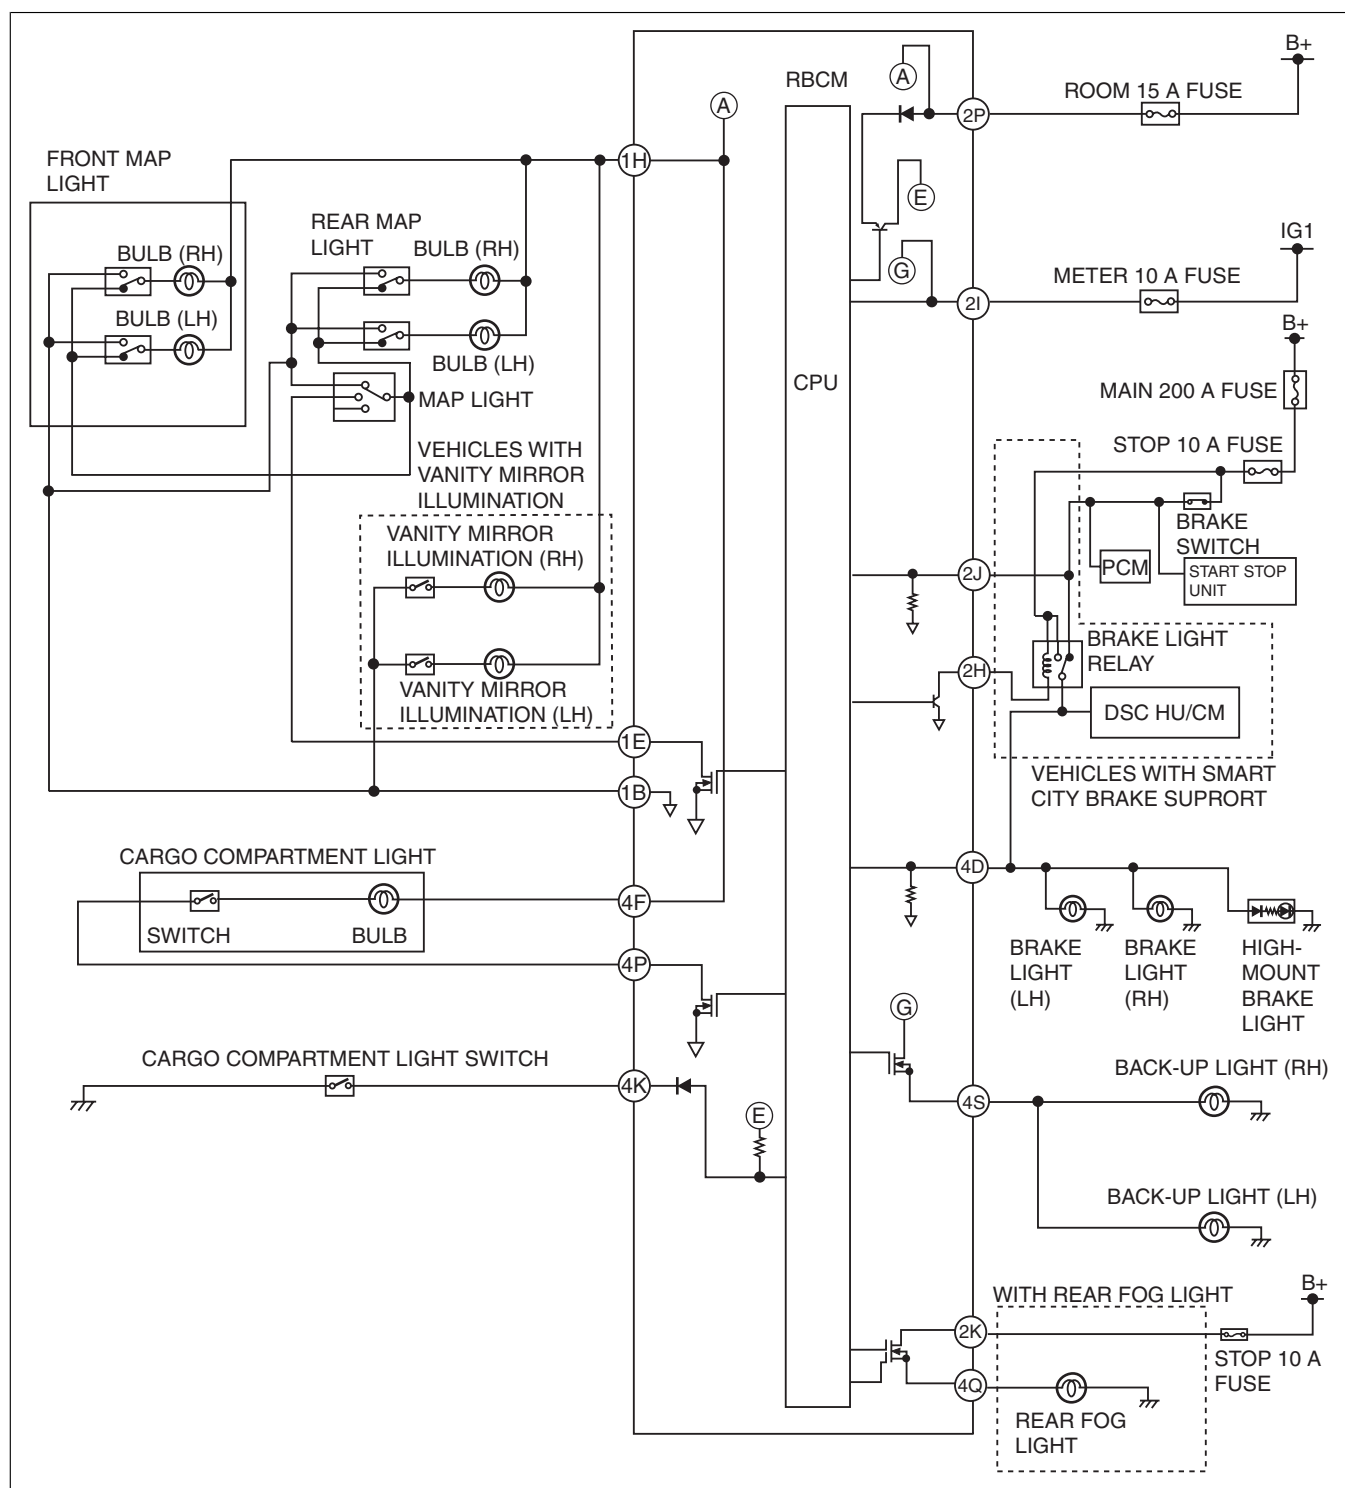 B+
RBCM
A
ROOM 15 A FUSE
A
2P
FRONT MAP
LIGHT
1H
E
REAR MAP
LIGHT
BULB (RH)
BULB (RH)
IG1
G
METER 10 A FUSE
2I
BULB (LH)
B+
BULB (LH)
CPU
MAP LIGHT
MAIN 200 A FUSE
VEHICLES WITH
VANITY MIRROR
ILLUMINATION
STOP 10 A FUSE
VANITY MIRROR
ILLUMINATION (RH)
BRAKE
SWITCH
2J
PCM
START STOP
UNIT
BRAKE LIGHT
RELAY
2H
VANITY MIRROR
ILLUMINATION (LH)
DSC HU/CM
1E
VEHICLES WITH SMART
CITY BRAKE SUPRORT
1B
CARGO COMPARTMENT LIGHT
4D
4F
SWITCH
BULB
BRAKE
LIGHT
(LH)
BRAKE
LIGHT
(RH)
HIGH-
MOUNT
BRAKE
LIGHT
4P
G
CARGO COMPARTMENT LIGHT SWITCH
BACK-UP LIGHT (RH)
4K
4S
E
BACK-UP LIGHT (LH)
B+
WITH REAR FOG LIGHT
2K
STOP 10 A
FUSE
4Q
REAR FOG
LIGHT